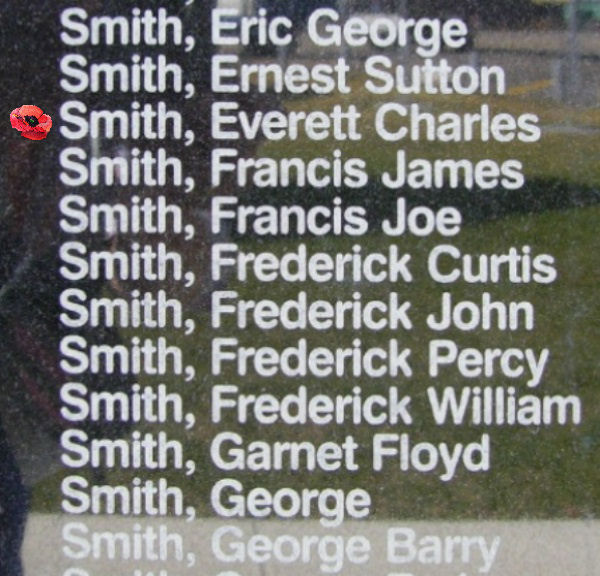 Smith, Eric George
Smith, Ernest Sutton
Smith, Everett Charles
Smith, Francis James
Smith, Francis Joe
Smith, Frederick Curtis
Smith, Frederick John
Smith, Frederick Percy
Smith, Frederick William
Smith, Garnet Floyd
Smith, George
Smith, George Barry